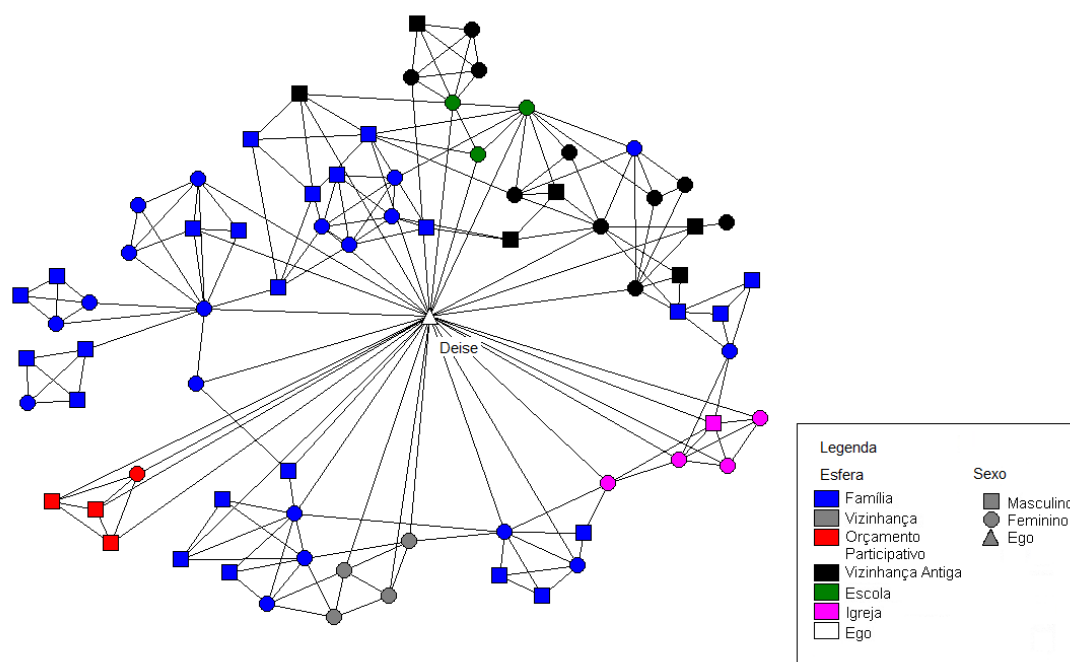 Deise
Legenda
Esfera
Sexo
Família
Masculino
Vizinhança
Feminino
Orçamento
Participativo
Ego
Vizinhança Antiga
Escola
Igreja
Ego